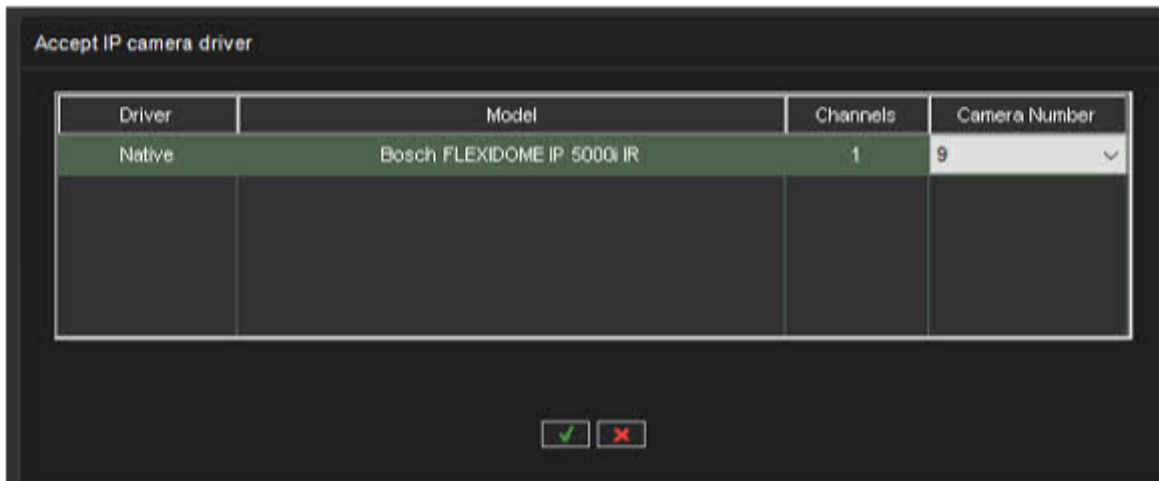 Accept IP camera driver
Driver Model Channels Camera Number
Native Bosch FLEXIDOME IP 5000i IR 1 9